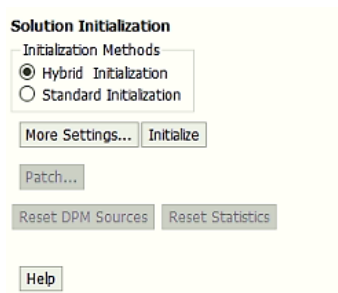 Solution Initialization
Initialization Methods
Hybrid Initialization
Standard Initialization
More Settings... Initialize
Patch...
Reset DPM Sources Reset Statistics
Help